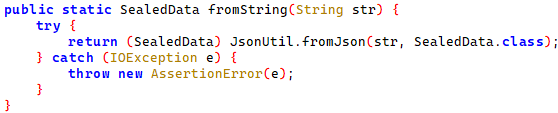 public static SealedData fromString(String str) {
    try {
        return (SealedData) JsonUtil.fromJson(str, SealedData.class);
    } catch (IOException e) {
        throw new AssertionError(e);
    }
}